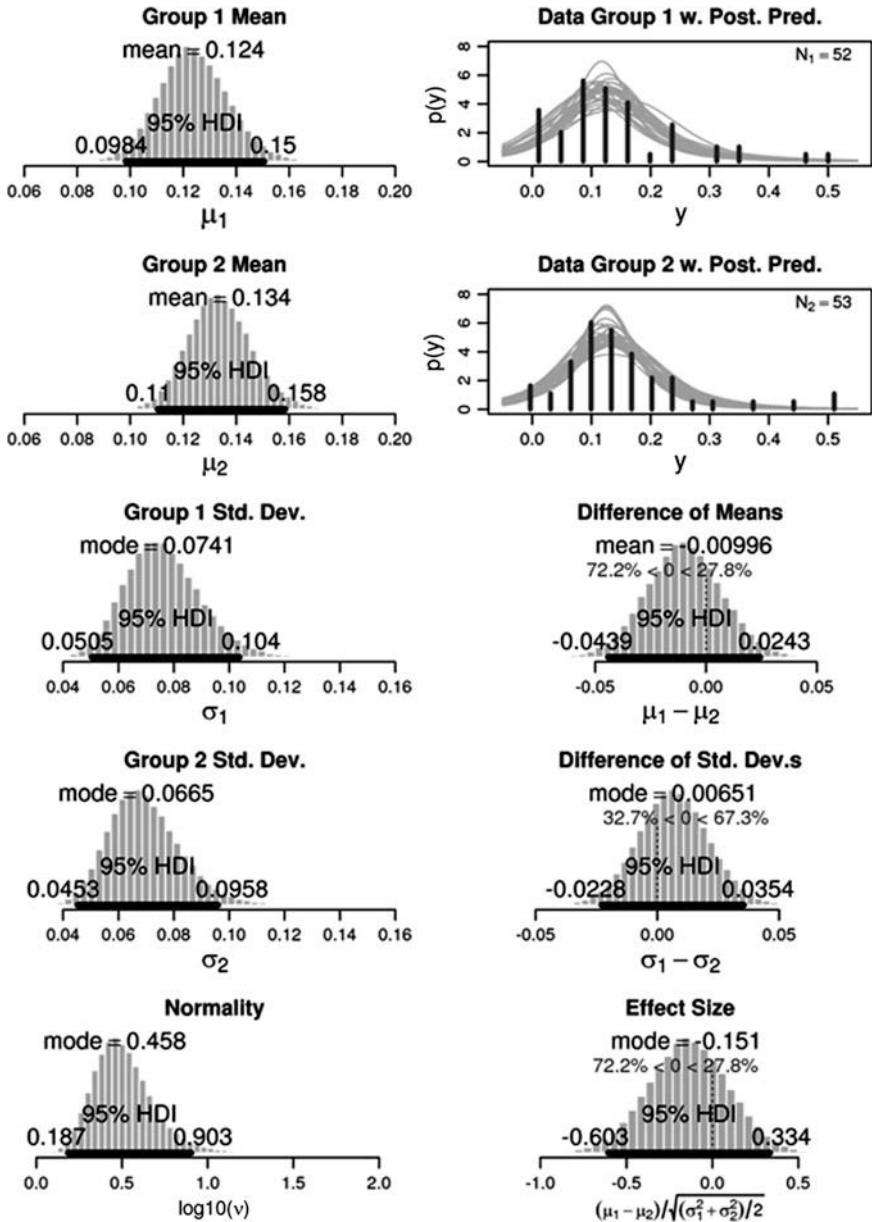 Group 1 Mean
mean = 0.124
95% HDI
0.0984 0.15
0.06 0.08 0.10 0.12 0.14 0.16 0.18 0.20
μ1
Data Group 1 w. Post. Pred.
N1 = 52
p(y)
0 2 4 6 8
0.0 0.1 0.2 0.3 0.4 0.5
y
Group 2 Mean
mean = 0.134
95% HDI
0.11 0.158
0.06 0.08 0.10 0.12 0.14 0.16 0.18 0.20
μ2
Data Group 2 w. Post. Pred.
N2 = 53
p(y)
0 2 4 6 8
0.0 0.1 0.2 0.3 0.4 0.5
y
Group 1 Std. Dev.
mode = 0.0741
95% HDI
0.0505 0.104
0.04 0.06 0.08 0.10 0.12 0.14 0.16
σ1
Difference of Means
mean = -0.00996
72.2% < 0 < 27.8%
95% HDI
-0.0439 0.0243
-0.05 0.00 0.05
μ1 − μ2
Group 2 Std. Dev.
mode = 0.0665
95% HDI
0.0453 0.0958
0.04 0.06 0.08 0.10 0.12 0.14 0.16
σ2
Difference of Std. Dev.s
mode = 0.00651
32.7% < 0 < 67.3%
95% HDI
-0.0228 0.0354
-0.05 0.00 0.05
σ1 − σ2
Normality
mode = 0.458
95% HDI
0.187 0.903
0.0 0.5 1.0 1.5 2.0
log10(ν)
Effect Size
mode = -0.151
72.2% < 0 < 27.8%
95% HDI
-0.603 0.334
-1.0 -0.5 0.0 0.5
(μ1 − μ2)/√(σ1² + σ2²)/2